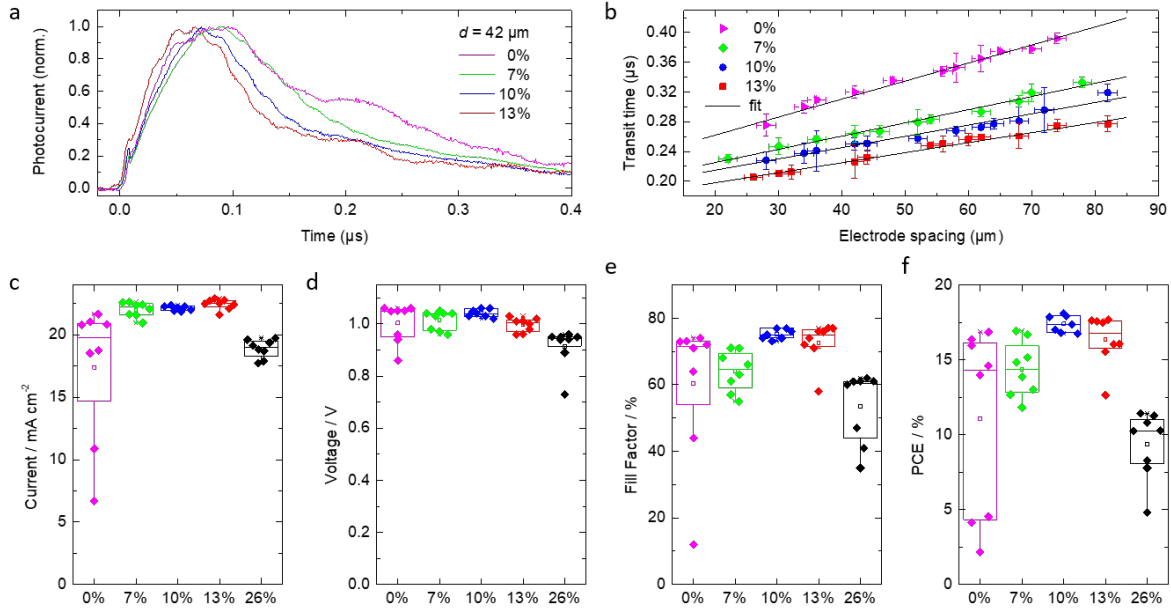 a
Photocurrent (norm.)
1.0
0.8
0.6
0.4
0.2
0.0
d = 42 µm
0%
7%
10%
13%
0.0
0.1
0.2
0.3
0.4
Time (µs)
b
Transit time (µs)
0.40
0.36
0.32
0.28
0.24
0.20
0%
7%
10%
13%
fit
20
30
40
50
60
70
80
90
Electrode spacing (µm)
c
Current / mA cm⁻²
20
15
10
5
0
0% 7% 10% 13% 26%
d
Voltage / V
1.0
0.8
0.6
0.4
0.2
0.0
0% 7% 10% 13% 26%
e
Fill Factor / %
80
60
40
20
0
0% 7% 10% 13% 26%
f
PCE / %
20
15
10
5
0
0% 7% 10% 13% 26%